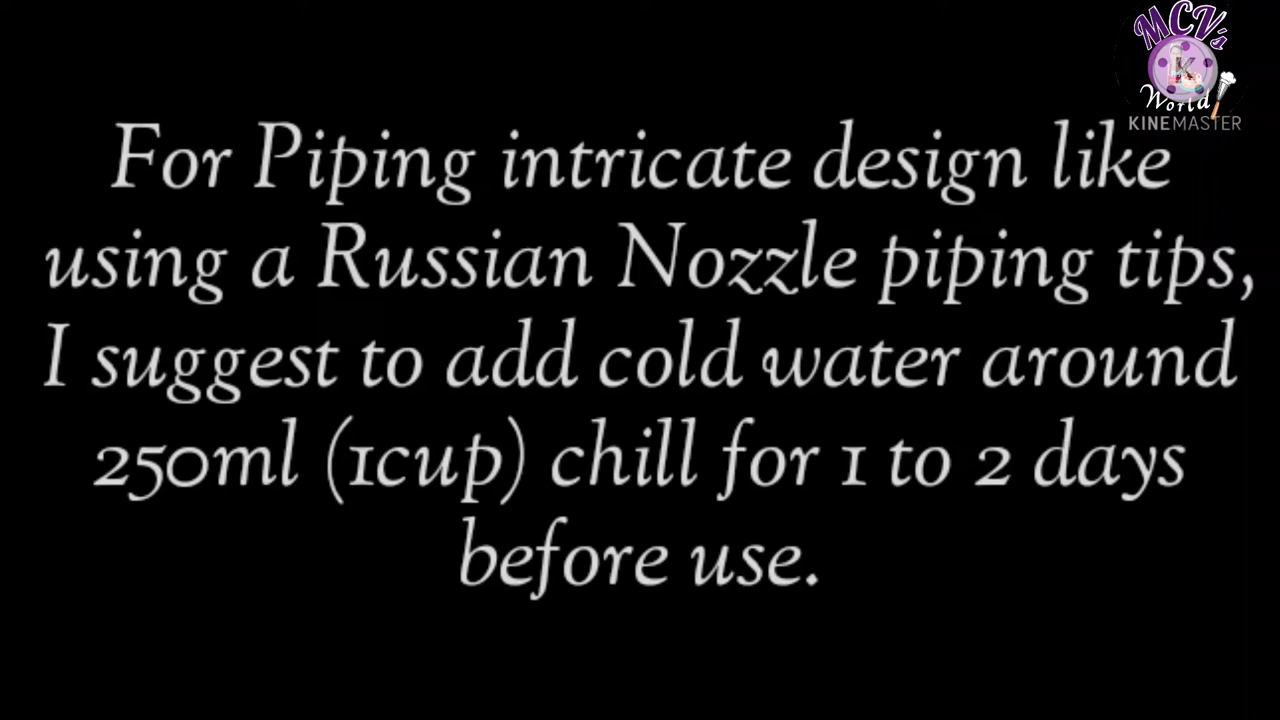 MCV's
K
World
KINEMASTER
For Piping intricate design like
using a Russian Nozzle piping tips,
I suggest to add cold water around
250ml (1cup) chill for 1 to 2 days
before use.